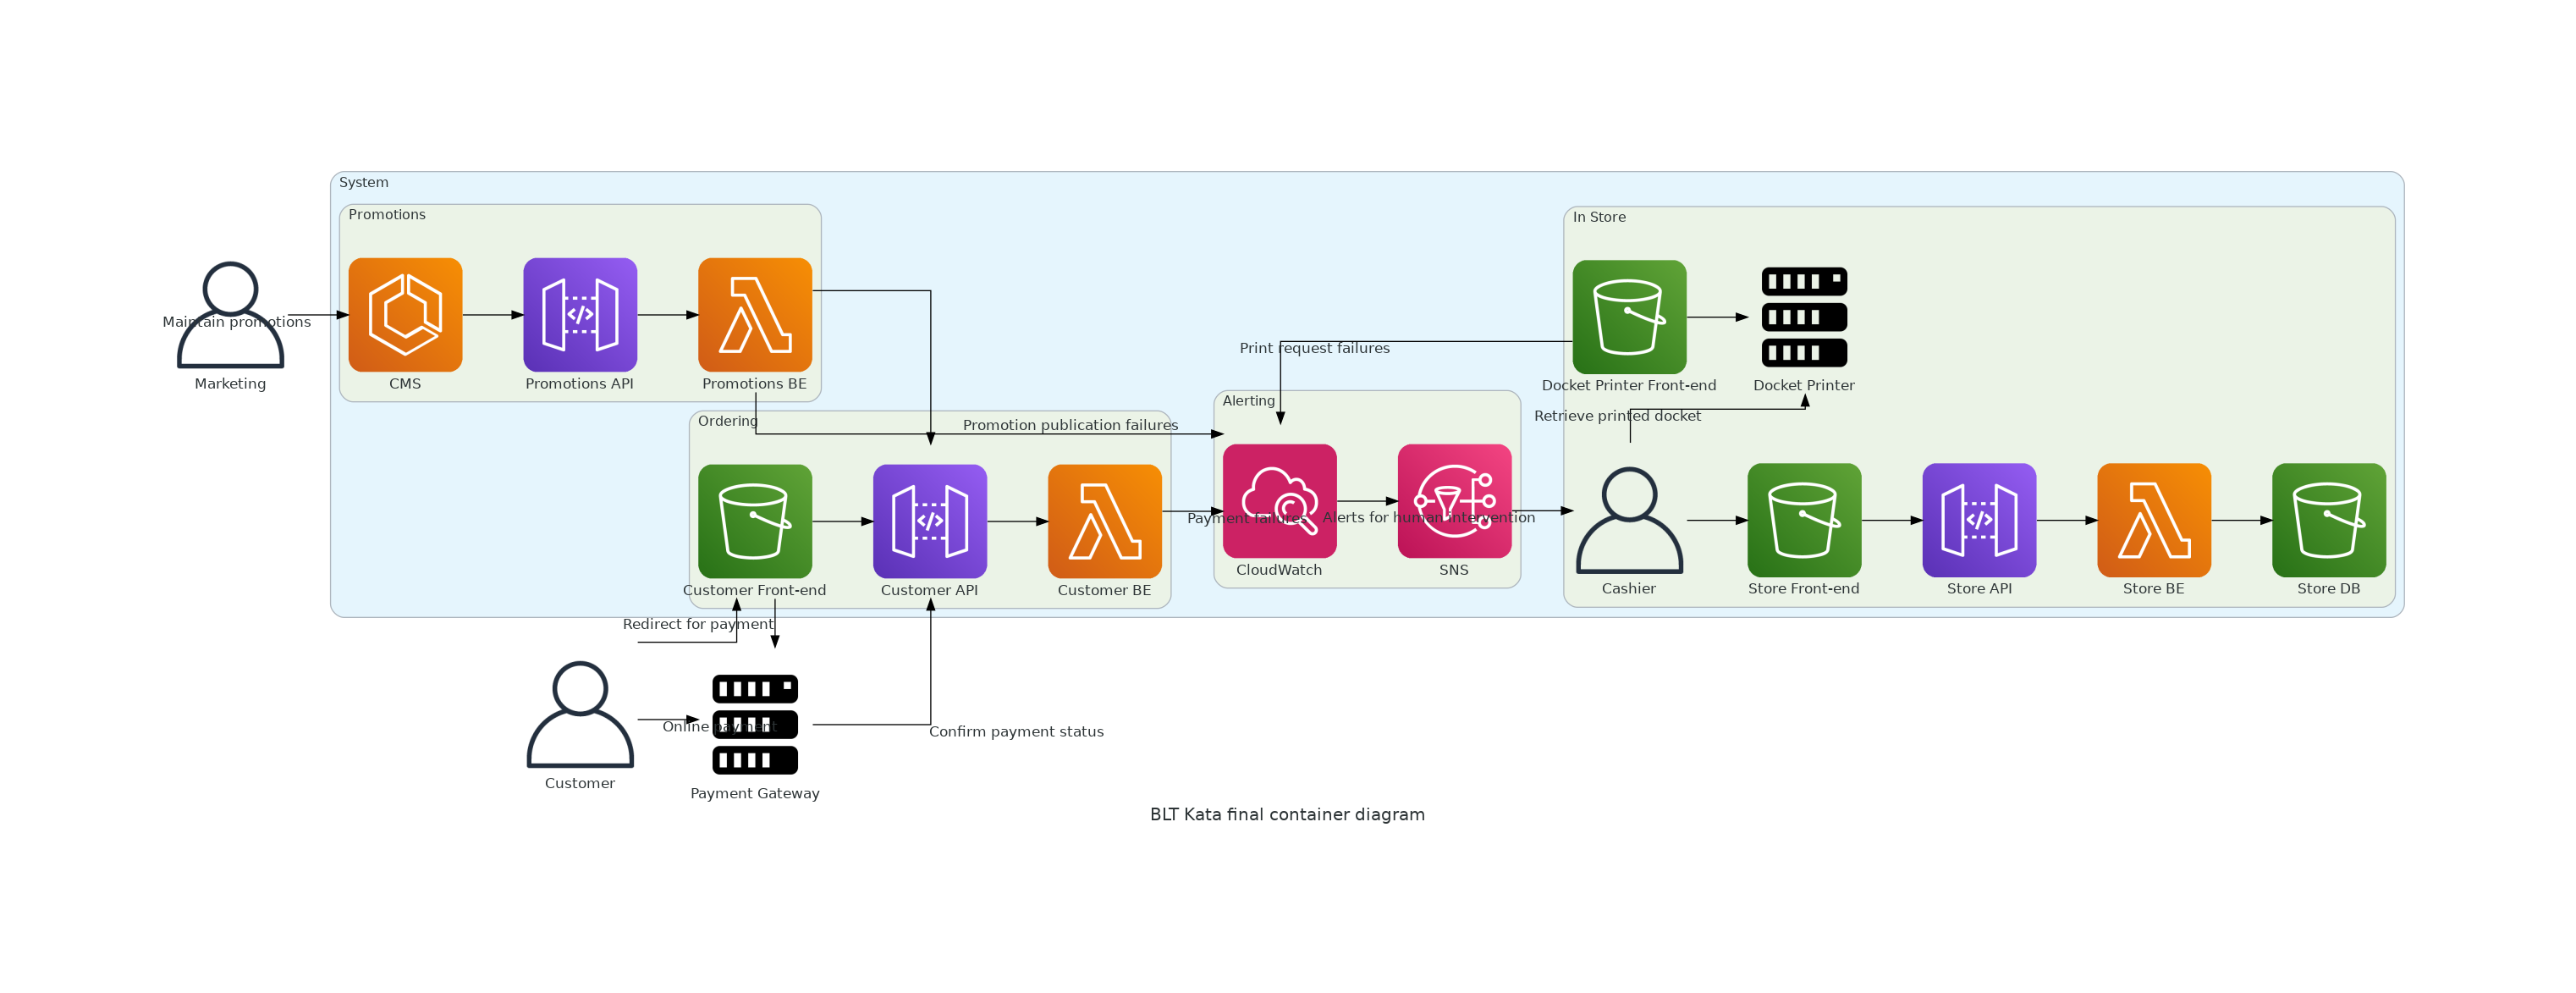 System
Promotions
In Store
Maintain promotions
Marketing
CMS
Promotions API
Promotions BE
Print request failures
Docket Printer Front-end
Docket Printer
Alerting
Retrieve printed docket
Ordering
Promotion publication failures
Payment failures
Alerts for human intervention
CloudWatch
SNS
Customer Front-end
Customer API
Customer BE
Cashier
Store Front-end
Store API
Store BE
Store DB
Redirect for payment
Online payment
Confirm payment status
Customer
Payment Gateway
BLT Kata final container diagram